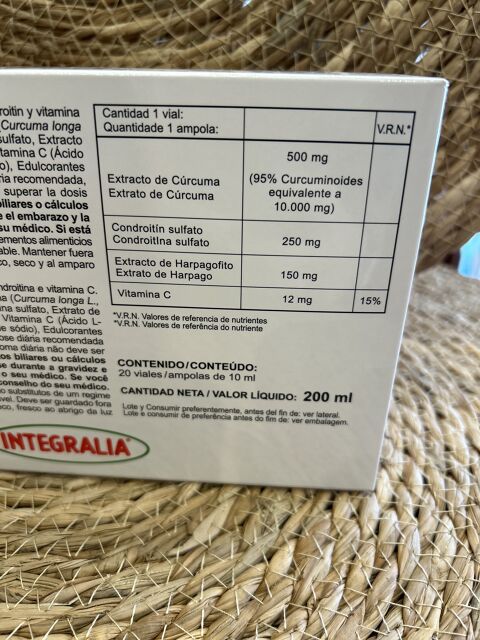 roitin y vitamina
Curcuma longa
sulfato, Extracto
tamina C (Ácido
o), Edulcorantes
ria recomendada,
superar la dosis
biliares o cálculos
e el embarazo y la
su médico. Si está
ementos alimenticios
able. Mantener fuera
co, seco y al amparo
ndroitina e vitamina C.
a (Curcuma longa L.,
na sulfato, Extrato de
Vitamina C (Ácido L-
e sódio), Edulcorantes
ose diária recomendada
oma diária não deve ser
os biliares ou cálculos
e durante a gravidez e
o seu médico. Se você
conselho do seu médico.
o substitutos de um regime
vel. Deve ser guardado fora
co, fresco ao abrigo da luz
INTEGRALIA®
Cantidad 1 vial:
Quantidade 1 ampola:
V.R.N.*
Extracto de Cúrcuma
Extrato de Cúrcuma
500 mg
(95% Curcuminoides
equivalente a
10.000 mg)
Condroitín sulfato
CondroitIna sulfato
250 mg
Extracto de Harpagofito
Extrato de Harpago
150 mg
Vitamina C
12 mg
15%
*V.R.N. Valores de referencia de nutrientes
*V.R.N. Valores de referência do nutriente
CONTENIDO/CONTEÚDO:
20 viales/ampolas de 10 ml
CANTIDAD NETA / VALOR LÍQUIDO: 200 ml
Lote y Consumir preferentemente, antes del fin de: ver lateral.
Lote e consumir de preferência antes do fim de: ver embalagem.